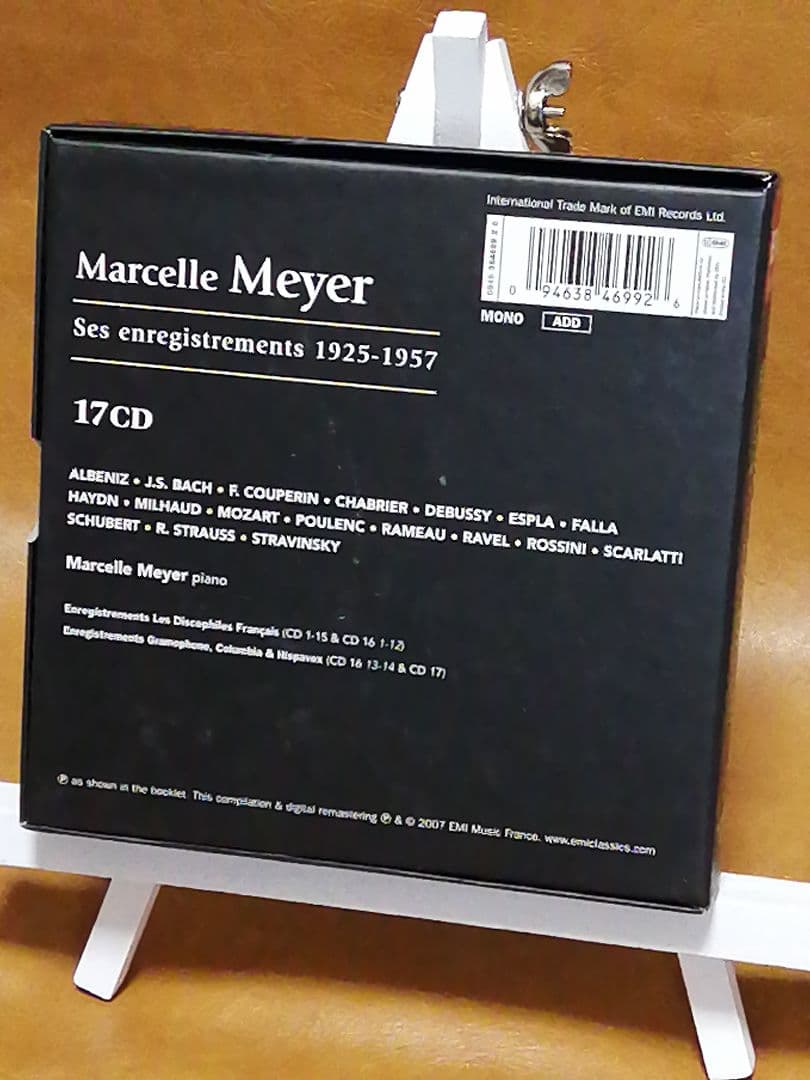 International Trade Mark of EMI Records Ltd.
0 94638 46992 6
MONO ADD
Marcelle Meyer
Ses enregistrements 1925-1957
17CD
ALBENIZ • J.S. BACH • F. COUPERIN • CHABRIER • DEBUSSY • ESPLA • FALLA
HAYDN • MILHAUD • MOZART • POULENC • RAMEAU • RAVEL • ROSSINI • SCARLATTI
SCHUBERT • R. STRAUSS • STRAVINSKY
Marcelle Meyer piano
Enregistrements Les Discophiles Français (CD 1-15 & CD 16 1-12)
Enregistrements Gramophone, Columbia & Hispavox (CD 16 13-14 & CD 17)
℗ as shown in the booklet. This compilation & digital remastering ℗ & © 2007 EMI Music France. www.emiclassics.com